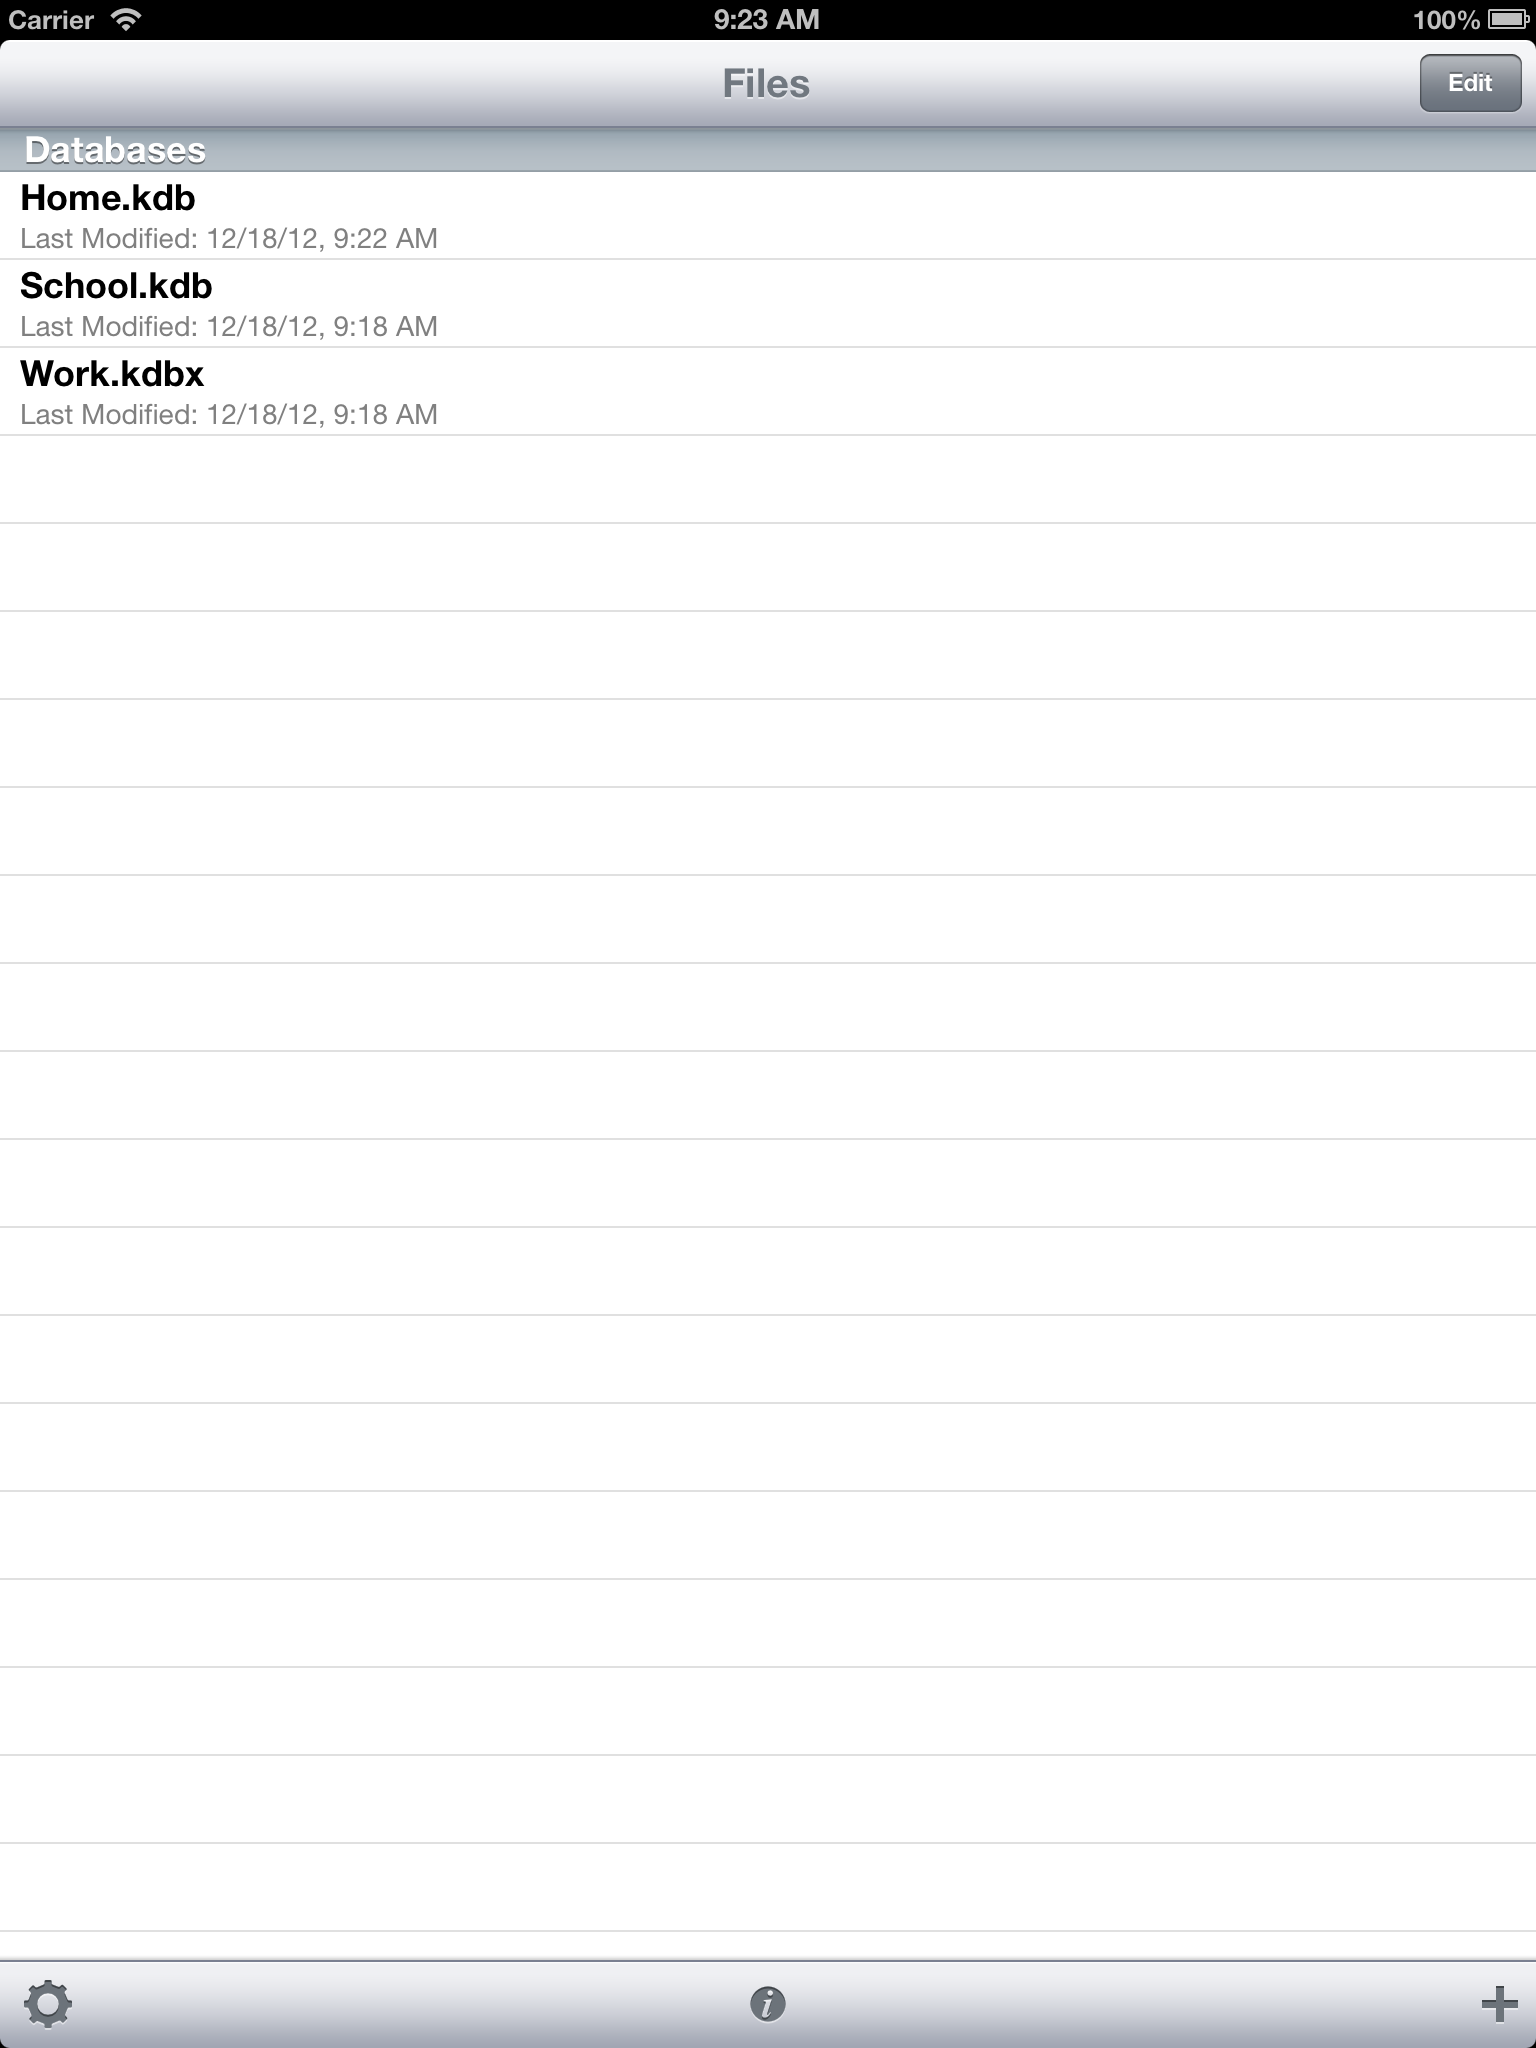 Carrier 9:23 AM 100%
Files Edit
Databases
Home.kdb
Last Modified: 12/18/12, 9:22 AM
School.kdb
Last Modified: 12/18/12, 9:18 AM
Work.kdbx
Last Modified: 12/18/12, 9:18 AM